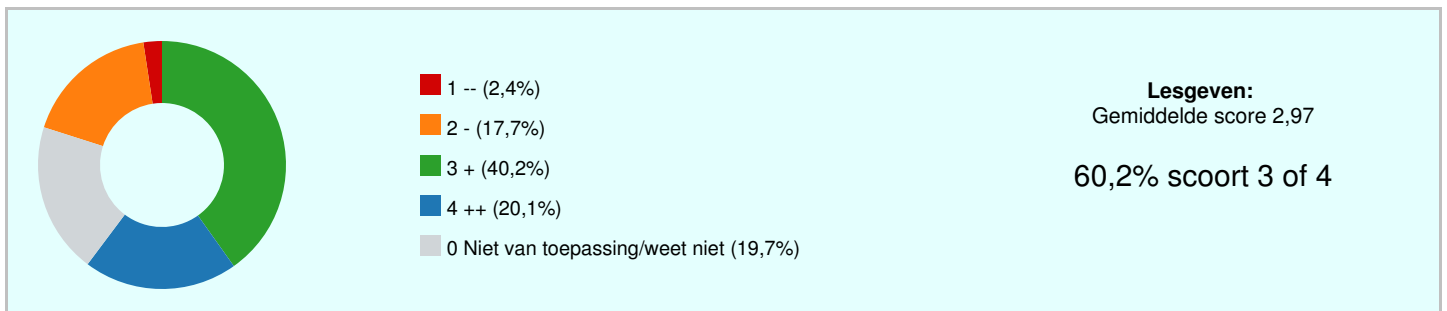 1 -- (2,4%)
2 - (17,7%)
3 + (40,2%)
4 ++ (20,1%)
0 Niet van toepassing/weet niet (19,7%)
Lesgeven:
Gemiddelde score 2,97
60,2% scoort 3 of 4